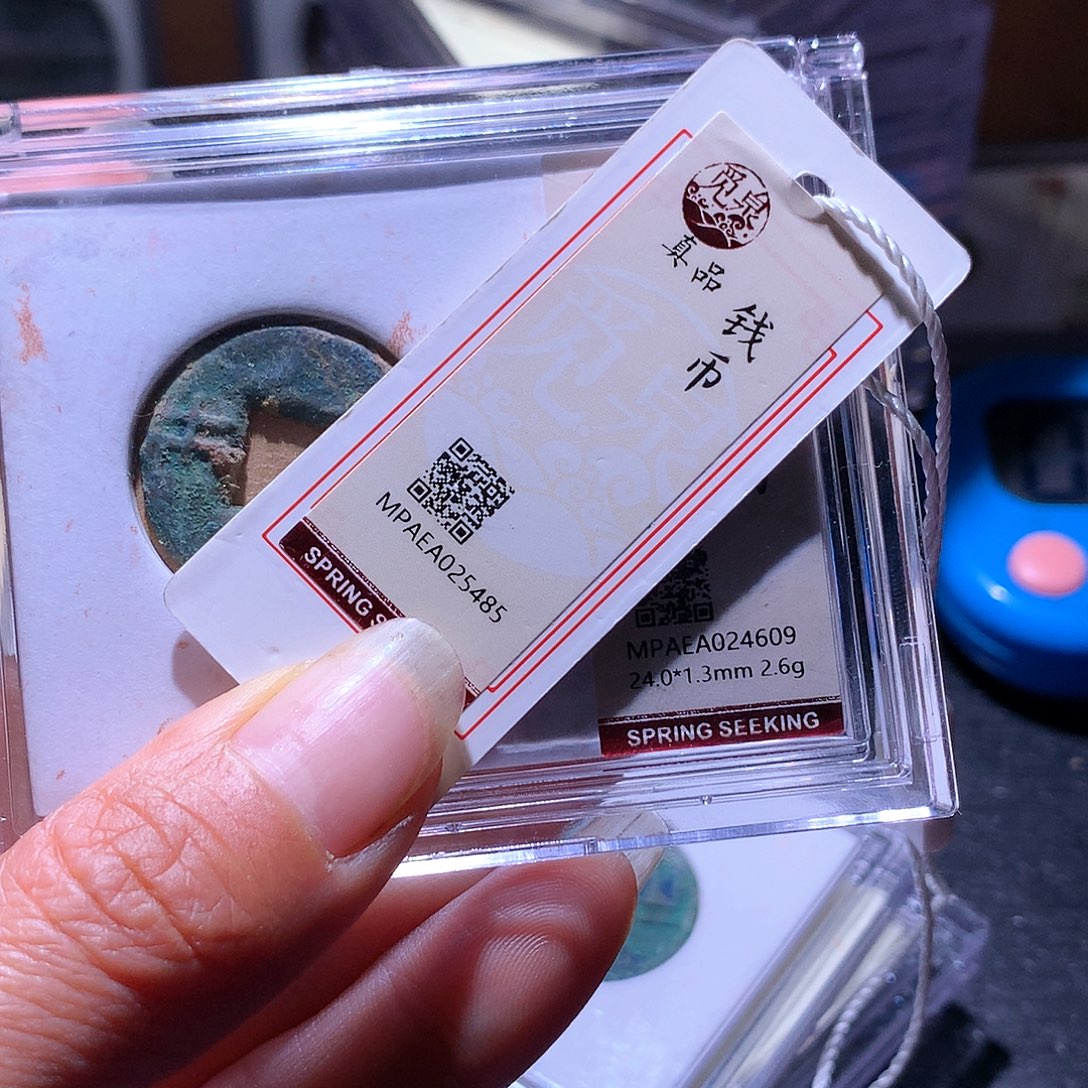 觅泉
真品
钱币
MPAEA025485
SPRING S
MPAEA024609
24.0*1.3mm 2.6g
SPRING SEEKING